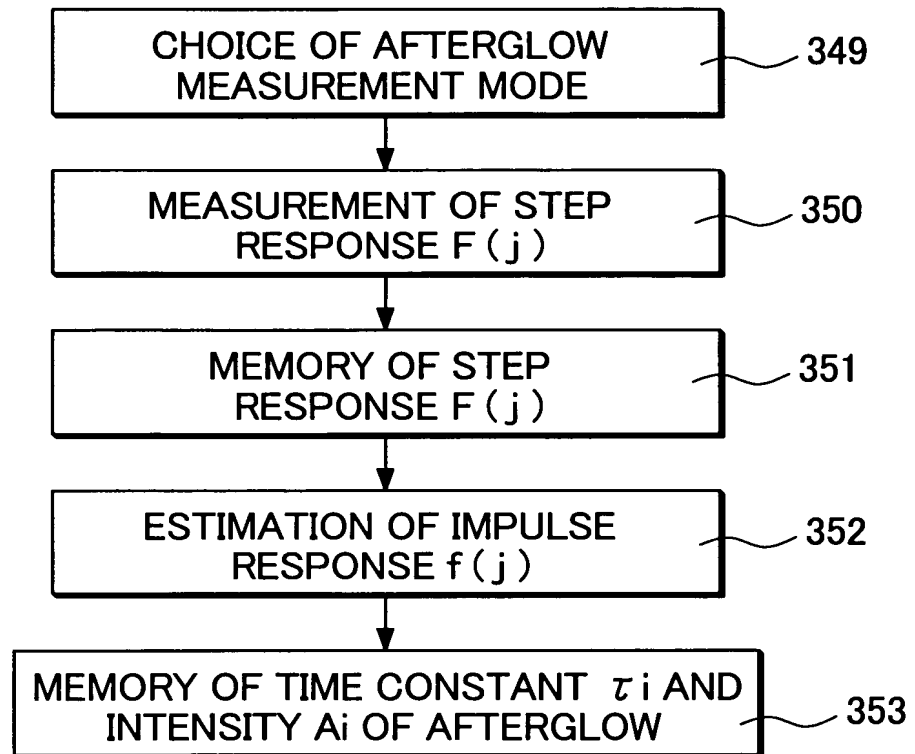 CHOICE OF AFTERGLOW
MEASUREMENT MODE
349
MEASUREMENT OF STEP
RESPONSE F ( j )
350
MEMORY OF STEP
RESPONSE F ( j )
351
ESTIMATION OF IMPULSE
RESPONSE f ( j )
352
MEMORY OF TIME CONSTANT τ i AND
INTENSITY Ai OF AFTERGLOW
353